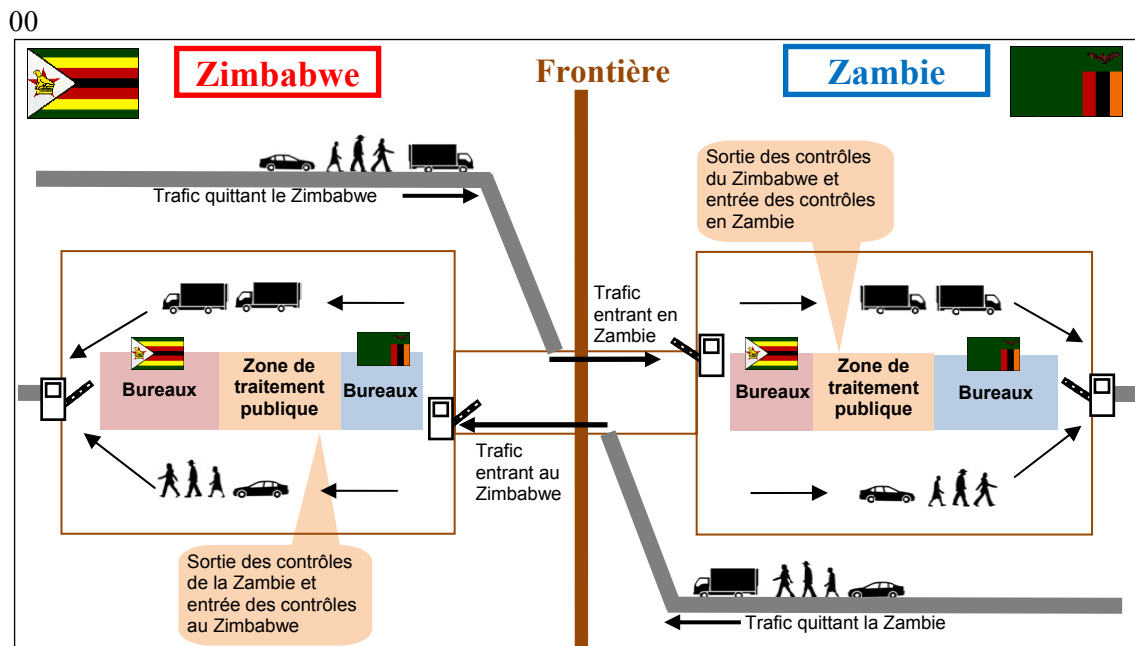 00
Zimbabwe
Frontière
Zambie
Trafic quittant le Zimbabwe
Sortie des contrôles
du Zimbabwe et
entrée des contrôles
en Zambie
Trafic
entrant en
Zambie
Bureaux
Zone de
traitement
publique
Bureaux
Bureaux
Zone de
traitement
publique
Bureaux
Trafic
entrant au
Zimbabwe
Sortie des contrôles
de la Zambie et
entrée des contrôles
au Zimbabwe
Trafic quittant la Zambie